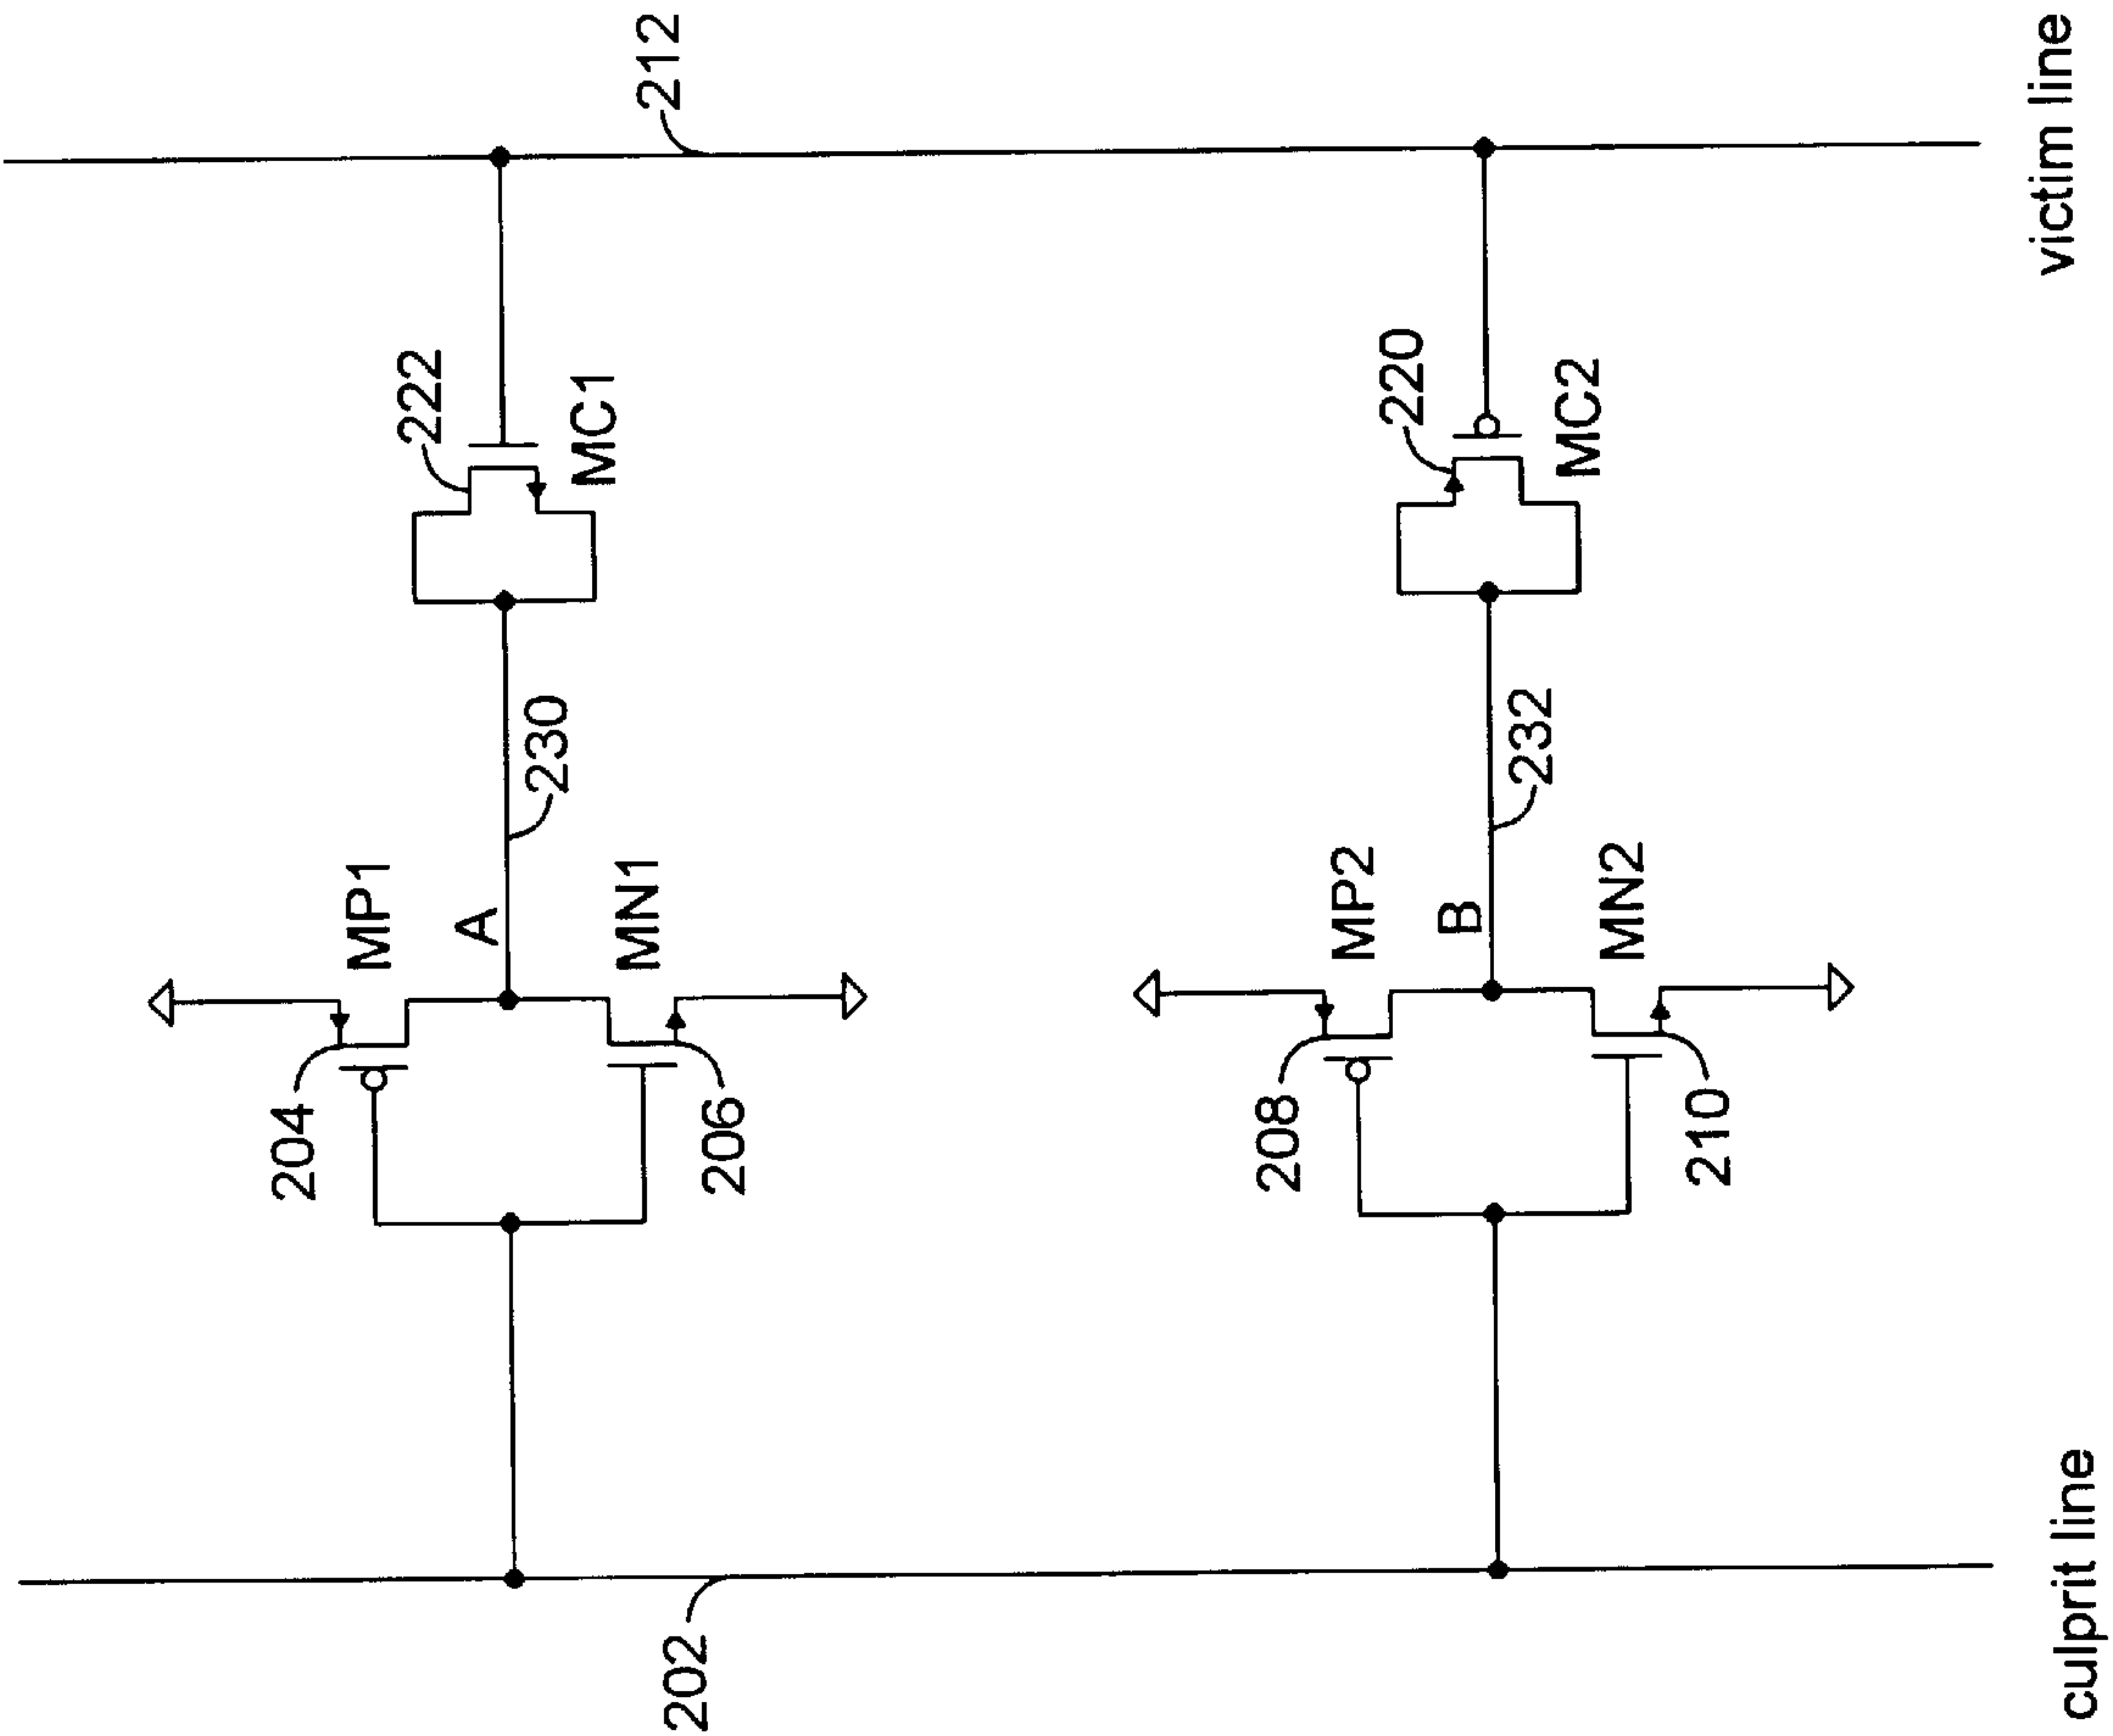 204
MP1
A
206
MN1
230
222
MC1
208
MP2
B
210
MN2
232
220
MC2
202
212
culprit line
victim line